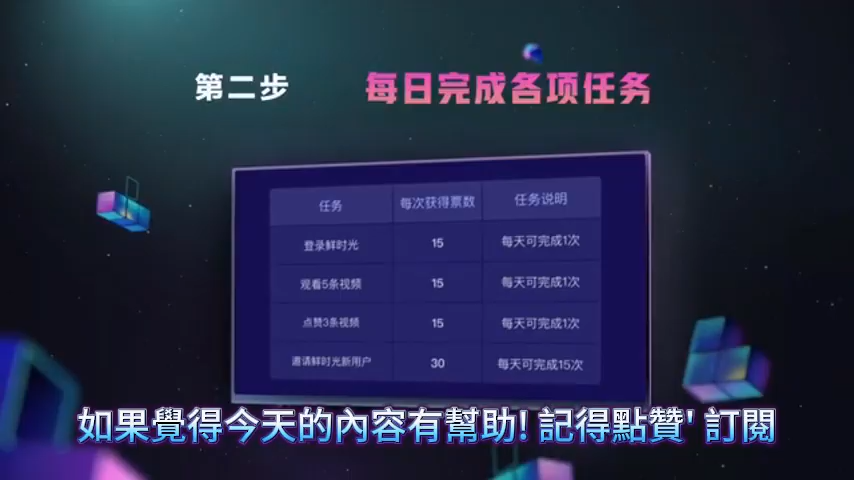 第二步 每日完成各项任务
任务 每次获得票数 任务说明
登录鲜时光 15 每天可完成1次
观看5条视频 15 每天可完成1次
点赞3条视频 15 每天可完成1次
邀请鲜时光新用户 30 每天可完成15次
如果覺得今天的內容有幫助! 記得點贊' 訂閱